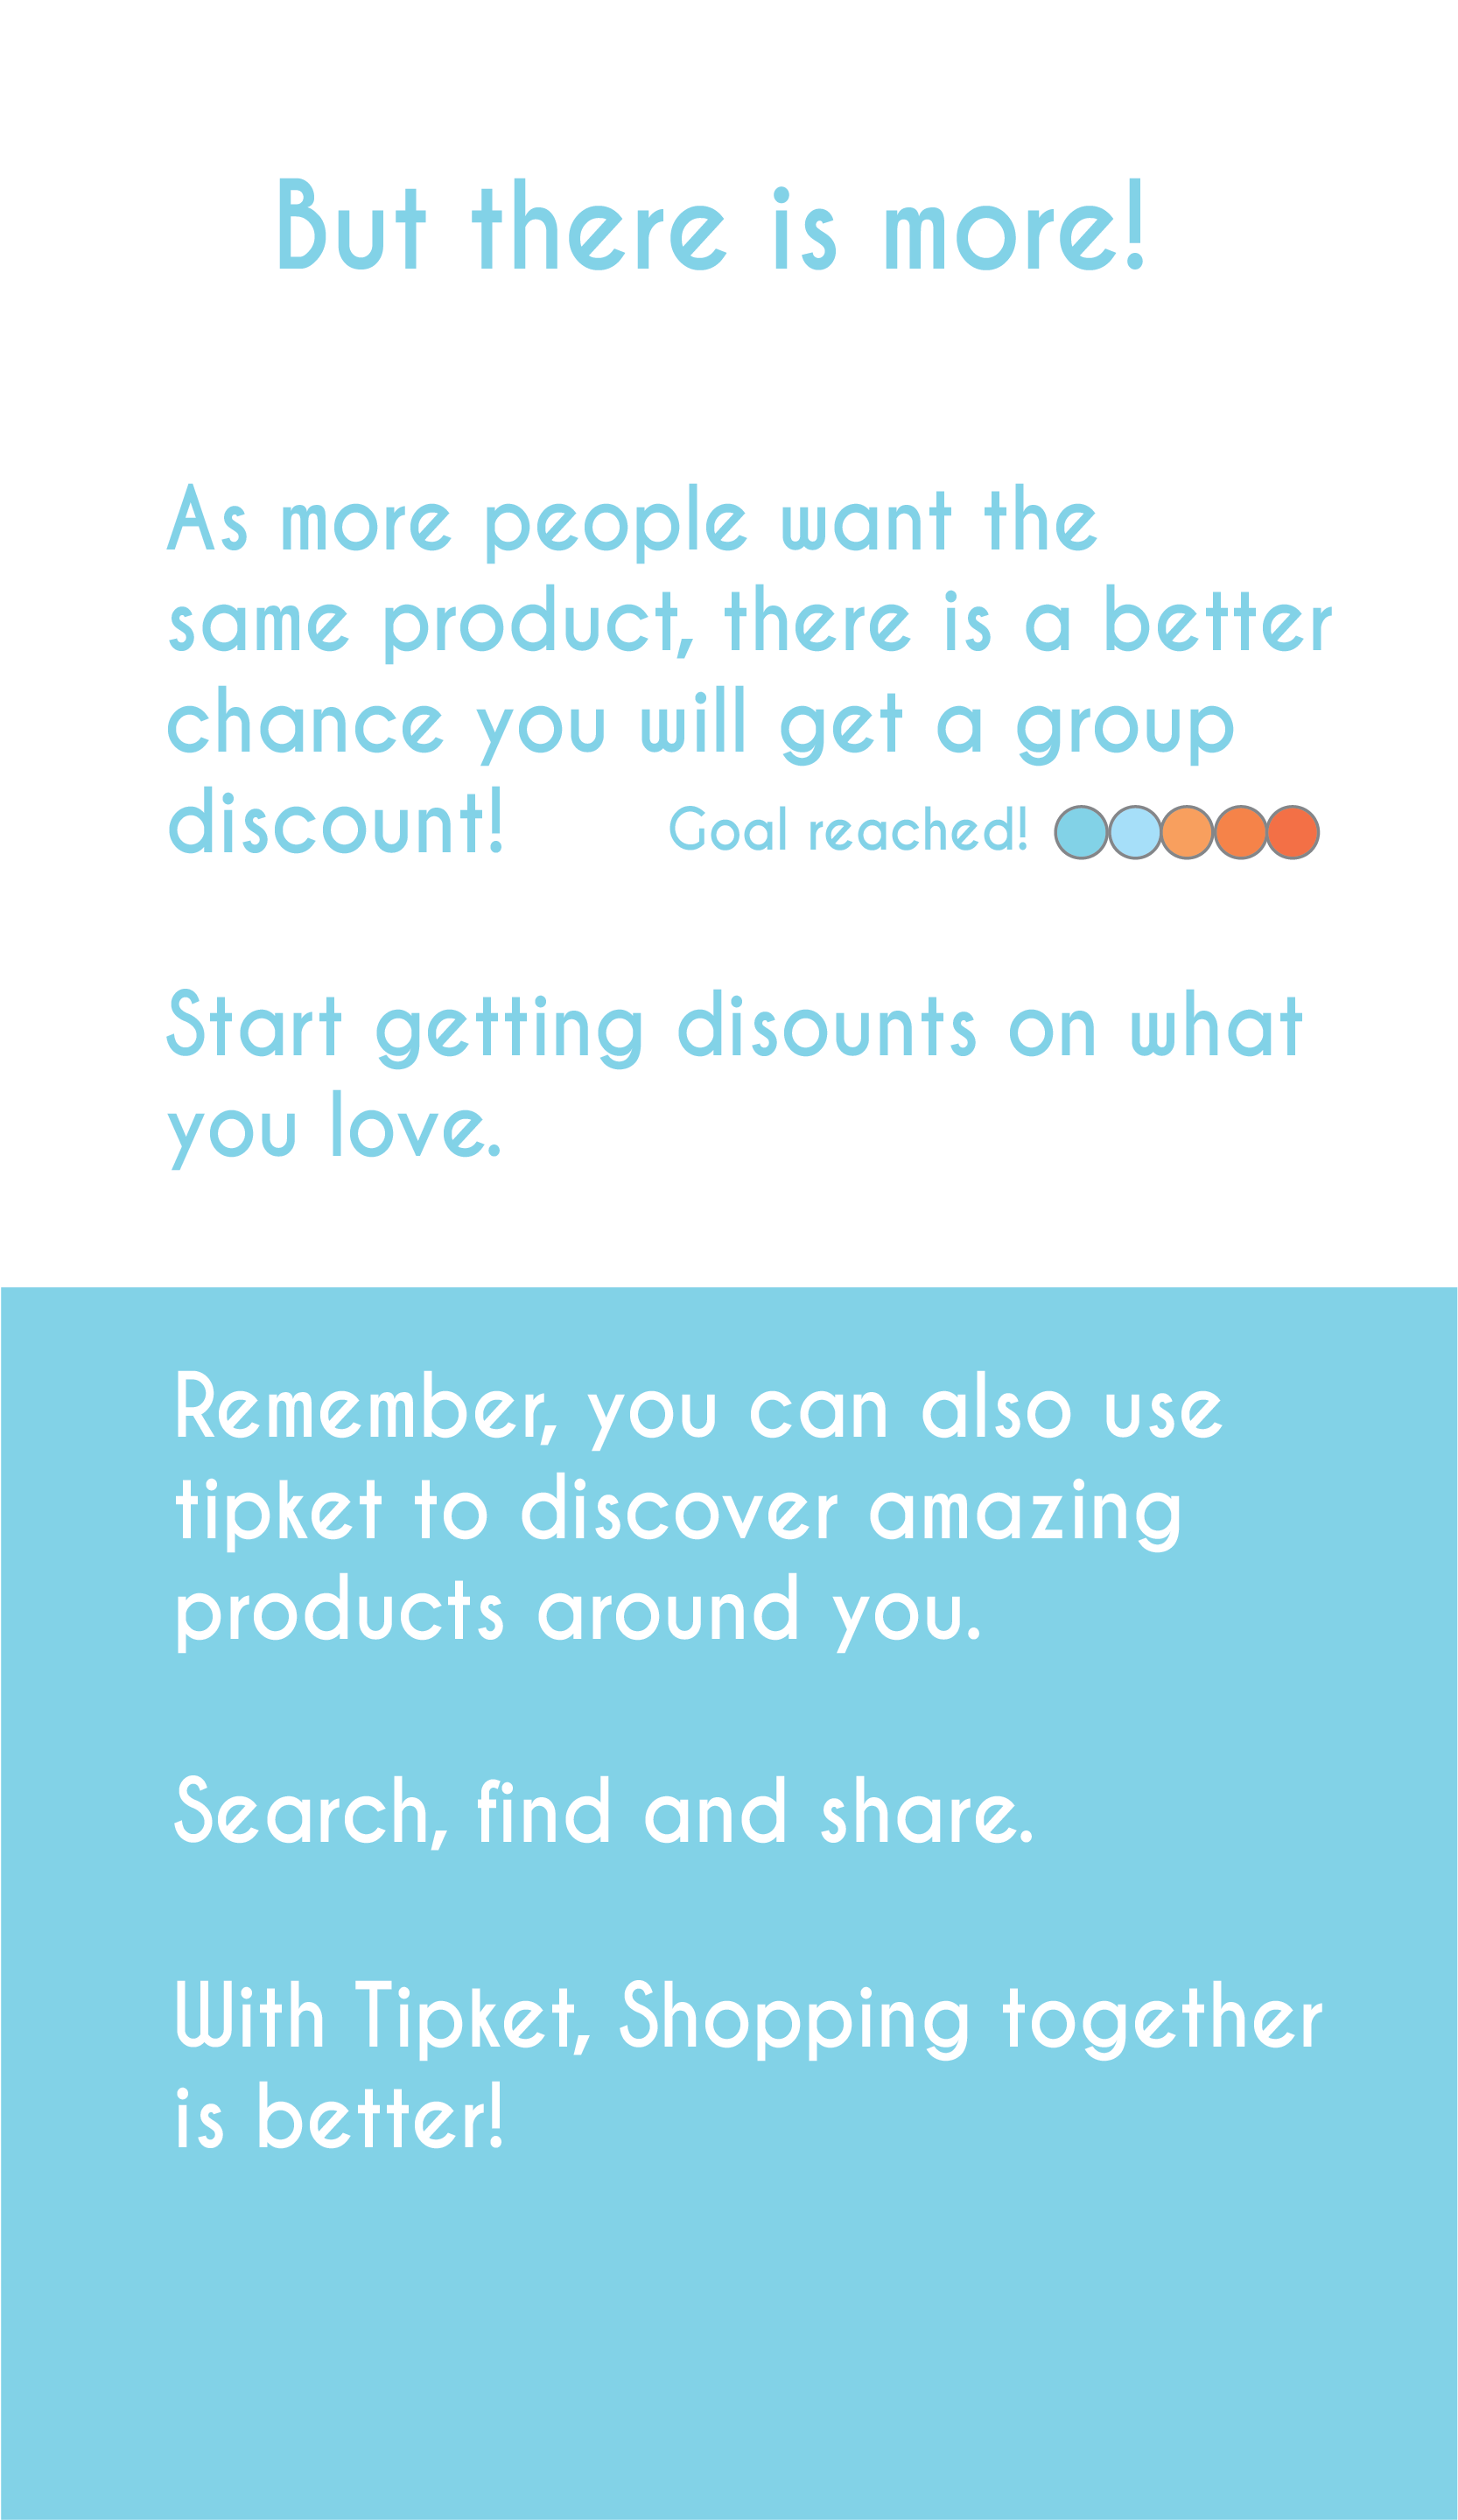 But there is more!
As more people want the
same product, there is a better
chance you will get a group
discount!
Goal reached!
Start getting disounts on what
you love.
Remember, you can also use
tipket to discover amazing
products around you.
Search, find and share.
With Tipket, Shopping together
is better!